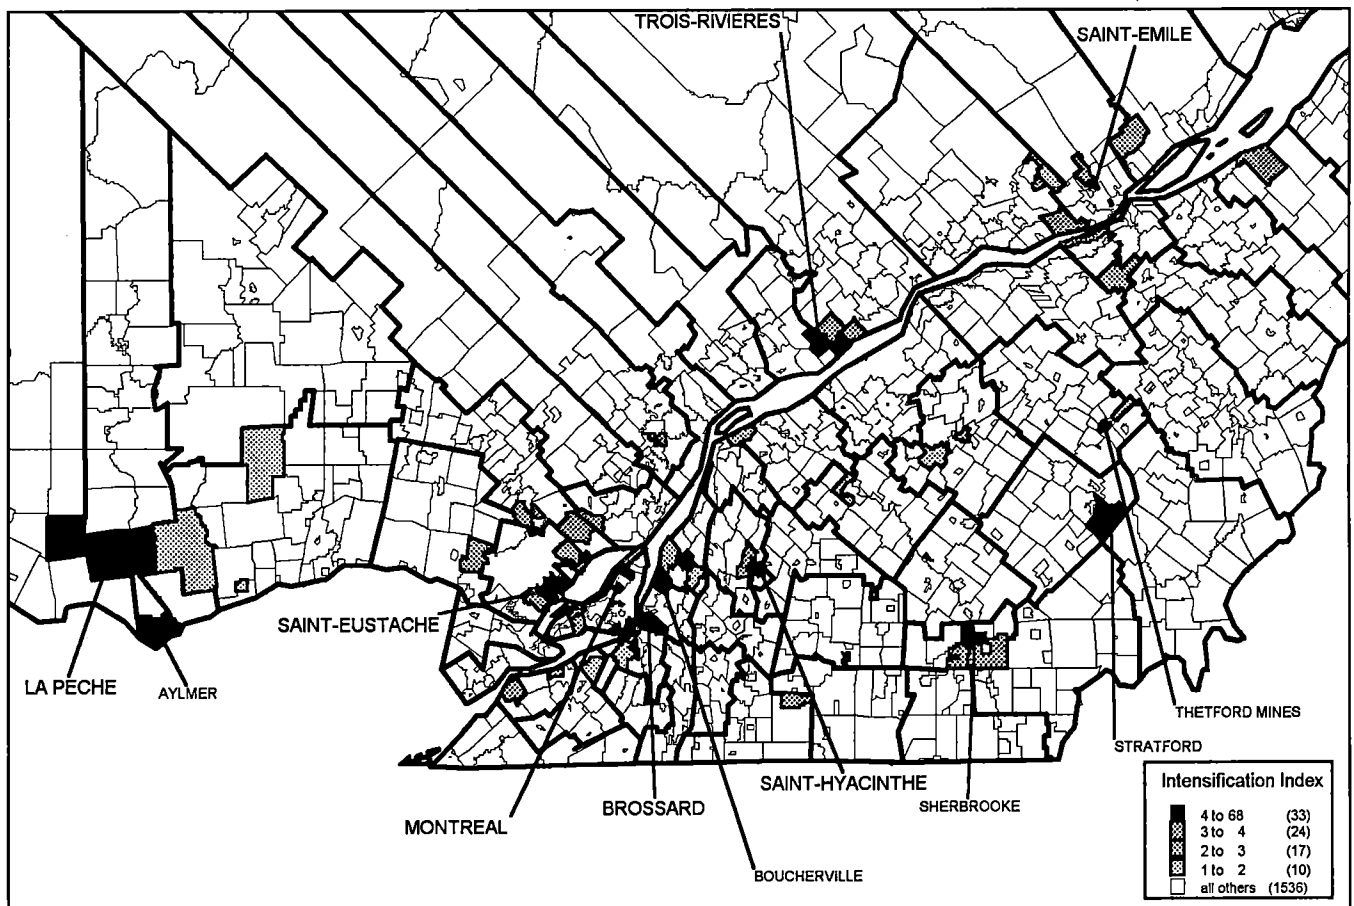 TROIS-RIVIERES
SAINT-EMILE
SAINT-EUSTACHE
LA PECHE
AYLMER
THETFORD MINES
STRATFORD
SAINT-HYACINTHE
SHERBROOKE
BROSSARD
MONTREAL
BOUCHERVILLE
Intensification Index
4 to 68 (33)
3 to 4 (24)
2 to 3 (17)
1 to 2 (10)
all others (1536)